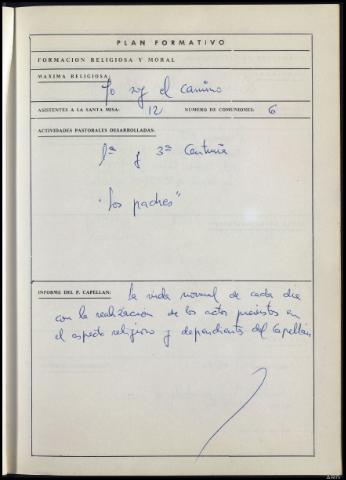 PLAN FORMATIVO
FORMACION RELIGIOSA Y MORAL
MAXIMA RELIGIOSA: Yo soy el camino
ASISTENTES A LA SANTA MISA: 12 NUMERO DE COMUNIONES: 6
ACTIVIDADES PASTORALES DESARROLLADAS:
1ª y 3ª Centuria
"Los padres"
INFORME DEL P. CAPELLAN: La vida normal de cada dia
con la realización de los actos previstos en
el aspecto religioso y dependientes del Capellan